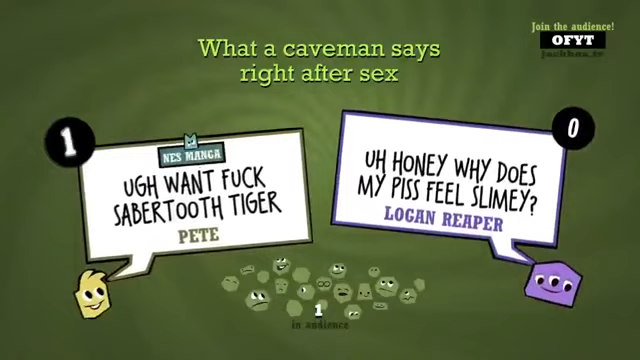 Join the audience!
OFYT
jackbox.tv
What a caveman says
right after sex
1
NES MANGA
UGH WANT FUCK
SABERTOOTH TIGER
PETE
0
UH HONEY WHY DOES
MY PISS FEEL SLIMEY?
LOGAN REAPER
1
in audience